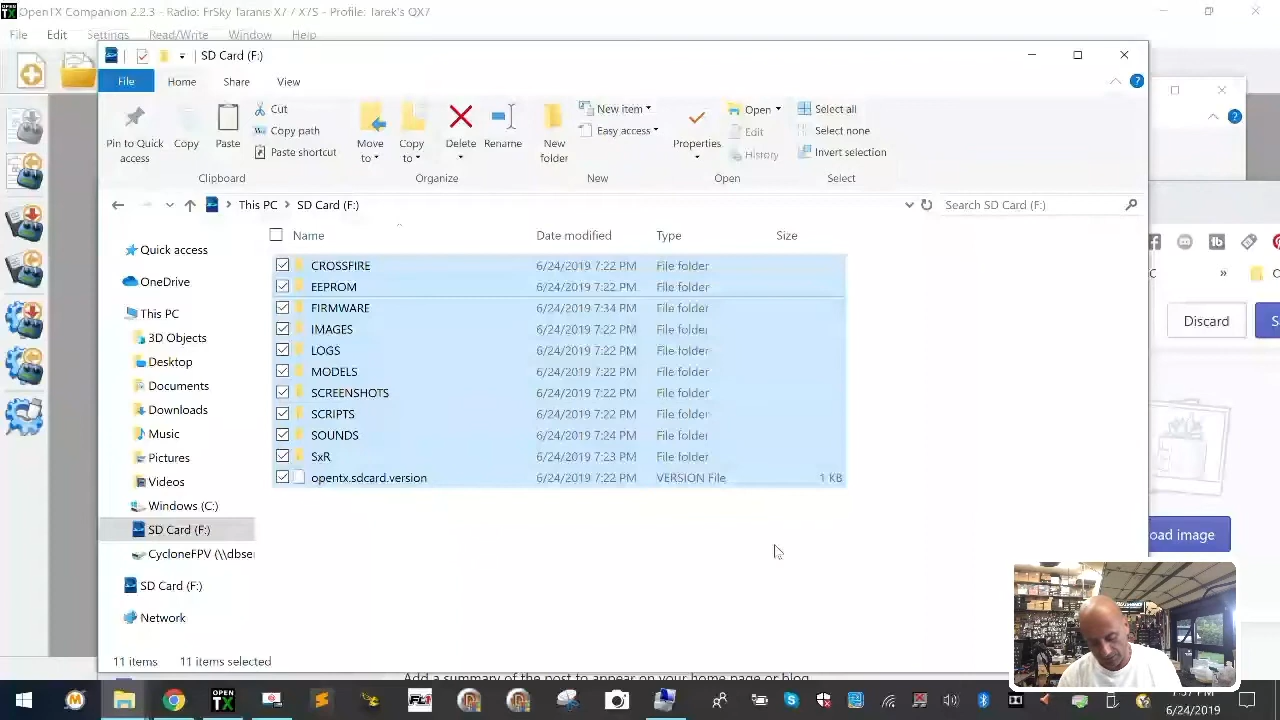 OPEN TX OpenTX Companion 2.2.3 - Radio: FrSky Taranis X7 / X7S - Profile: Tarek's QX7
File Edit Settings Read/Write Window Help
SD Card (F:)
File Home Share View
Pin to Quick access
Copy
Paste
Cut
Copy path
Paste shortcut
Move to
Copy to
Delete
Rename
New folder
New item
Easy access
Properties
Open
Edit
History
Select all
Select none
Invert selection
Clipboard Organize New Open Select
This PC SD Card (F:) Search SD Card (F:)
Name Date modified Type Size
CROSSFIRE 6/24/2019 7:22 PM File folder
EEPROM 6/24/2019 7:22 PM File folder
FIRMWARE 6/24/2019 7:34 PM File folder
IMAGES 6/24/2019 7:22 PM File folder
LOGS 6/24/2019 7:22 PM File folder
MODELS 6/24/2019 7:22 PM File folder
SCREENSHOTS 6/24/2019 7:22 PM File folder
SCRIPTS 6/24/2019 7:22 PM File folder
SOUNDS 6/24/2019 7:24 PM File folder
SxR 6/24/2019 7:23 PM File folder
opentx.sdcard.version 6/24/2019 7:22 PM VERSION File 1 KB
Quick access
OneDrive
This PC
3D Objects
Desktop
Documents
Downloads
Music
Pictures
Videos
Windows (C:)
SD Card (F:)
CycloneFPV (\\dbse
SD Card (F:)
Network
11 items 11 items selected
Discard S
oad image
Add a summary of the post to appear on your home page or blog
OPEN TX
6/24/2019